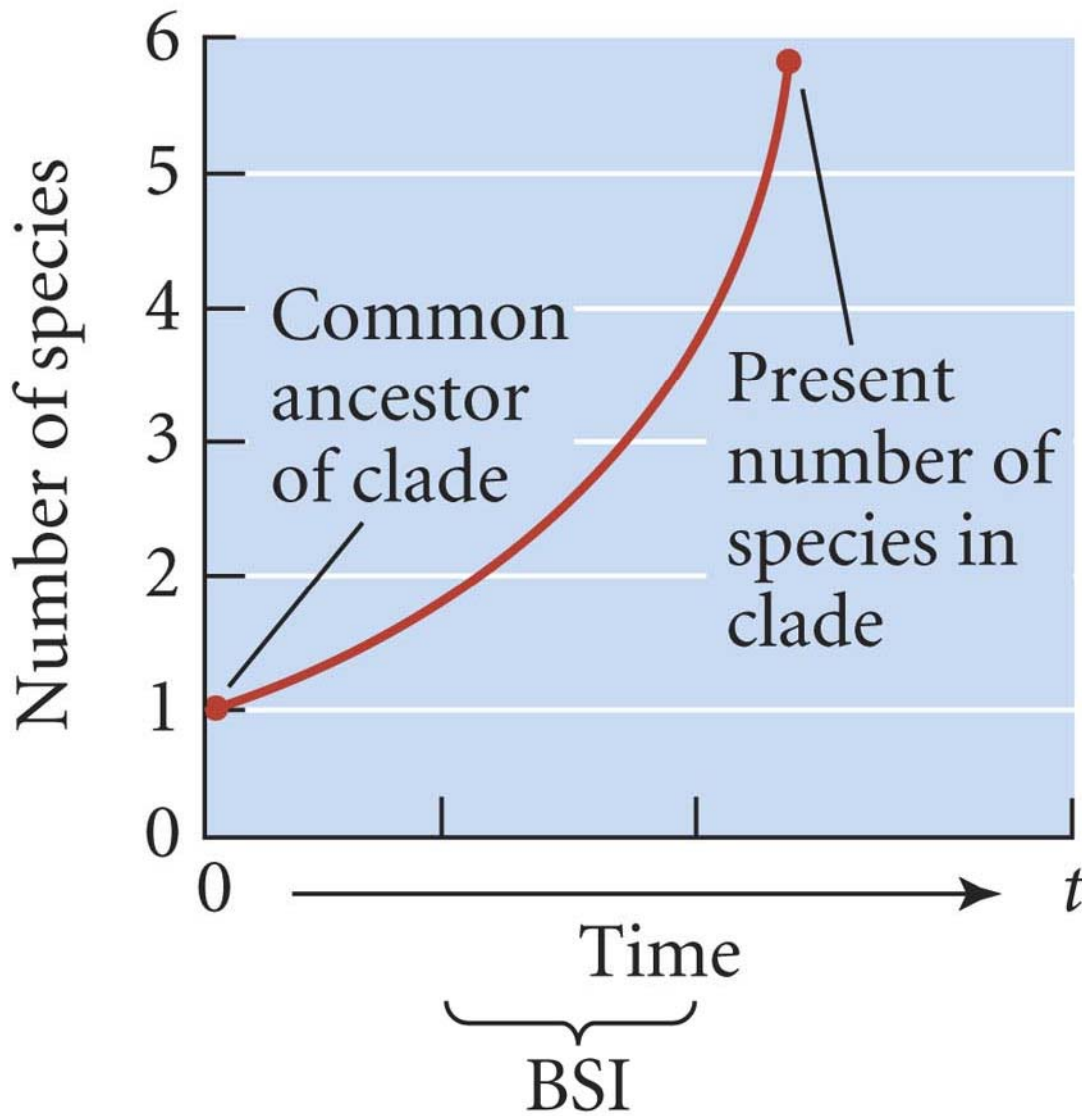 Number of species
6
5
4
3
2
1
0
Common
ancestor
of clade
Present
number of
species in
clade
0
t
Time
BSI